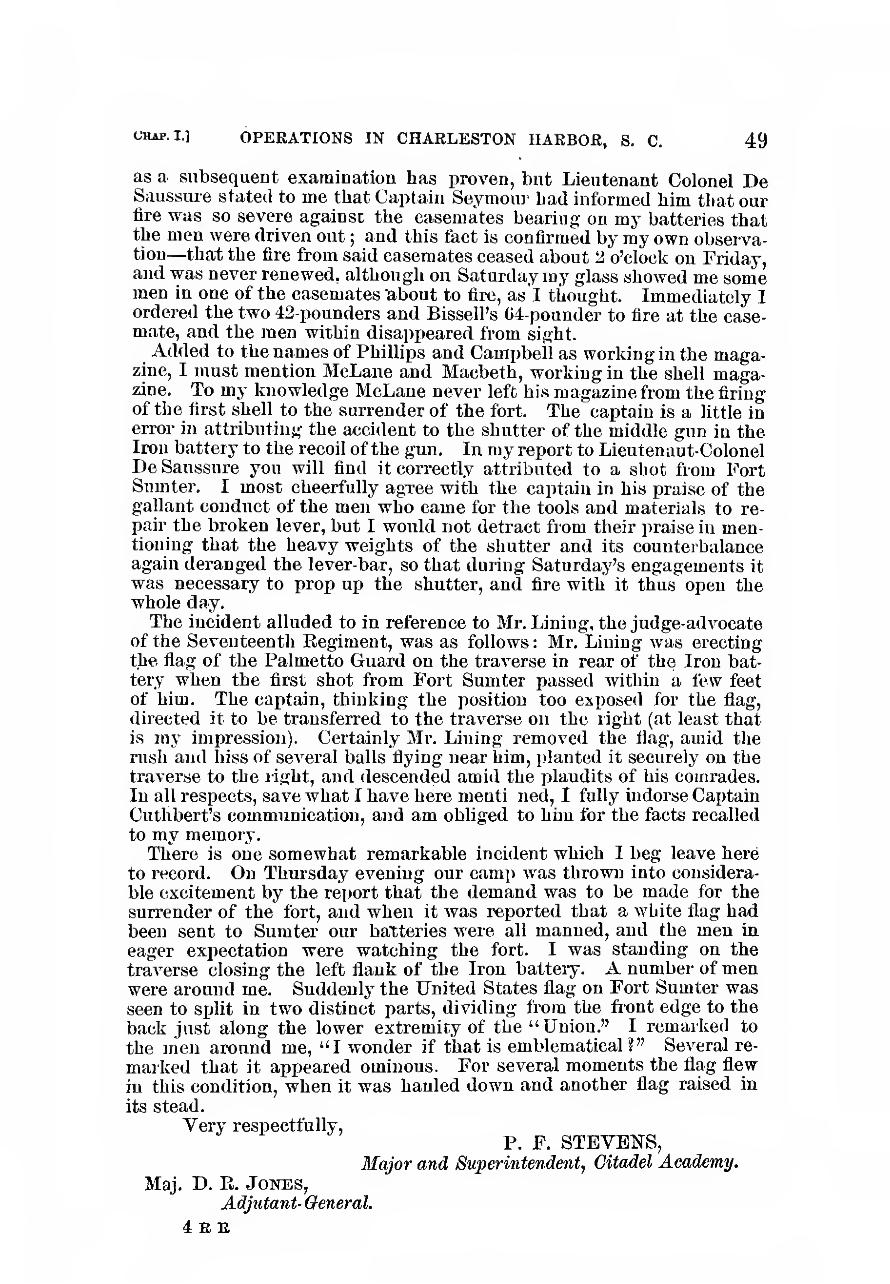 CHAP. I.] OPERATIONS IN CHARLESTON HARBOR, S. C. 49
as a subsequent examination has proven, but Lieutenant Colonel De
Saussure stated to me that Captain Seymour had informed him that our
fire was so severe against the casemates bearing on my batteries that
the men were driven out; and this fact is confirmed by my own observa-
tion—that the fire from said casemates ceased about 2 o'clock on Friday,
and was never renewed, although on Saturday my glass showed me some
men in one of the casemates about to fire, as I thought. Immediately I
ordered the two 42-pounders and Bissell's 64-pounder to fire at the case-
mate, and the men within disappeared from sight.
Added to the names of Phillips and Campbell as working in the maga-
zine, I must mention McLane and Macbeth, working in the shell maga-
zine. To my knowledge McLane never left his magazine from the firing
of the first shell to the surrender of the fort. The captain is a little in
error in attributing the accident to the shutter of the middle gun in the
Iron battery to the recoil of the gun. In my report to Lieutenant-Colonel
De Saussure you will find it correctly attributed to a shot from Fort
Sumter. I most cheerfully agree with the captain in his praise of the
gallant conduct of the men who came for the tools and materials to re-
pair the broken lever, but I would not detract from their praise in men-
tioning that the heavy weights of the shutter and its counterbalance
again deranged the lever-bar, so that during Saturday's engagements it
was necessary to prop up the shutter, and fire with it thus open the
whole day.
The incident alluded to in reference to Mr. Lining, the judge-advocate
of the Seventeenth Regiment, was as follows: Mr. Lining was erecting
the flag of the Palmetto Guard on the traverse in rear of the Iron bat-
tery when the first shot from Fort Sumter passed within a few feet
of him. The captain, thinking the position too exposed for the flag,
directed it to be transferred to the traverse on the right (at least that
is my impression). Certainly Mr. Lining removed the flag, amid the
rush and hiss of several balls flying near him, planted it securely on the
traverse to the right, and descended amid the plaudits of his comrades.
In all respects, save what I have here menti ned, I fully indorse Captain
Cuthbert's communication, and am obliged to him for the facts recalled
to my memory.
There is one somewhat remarkable incident which I beg leave here
to record. On Thursday evening our camp was thrown into considera-
ble excitement by the report that the demand was to be made for the
surrender of the fort, and when it was reported that a white flag had
been sent to Sumter our batteries were all manned, and the men in
eager expectation were watching the fort. I was standing on the
traverse closing the left flank of the Iron battery. A number of men
were around me. Suddenly the United States flag on Fort Sumter was
seen to split in two distinct parts, dividing from the front edge to the
back just along the lower extremity of the "Union." I remarked to
the men around me, "I wonder if that is emblematical?" Several re-
marked that it appeared ominous. For several moments the flag flew
in this condition, when it was hauled down and another flag raised in
its stead.
Very respectfully,
P. F. STEVENS,
Major and Superintendent, Citadel Academy.
Maj. D. R. JONES,
Adjutant-General.
4 R R